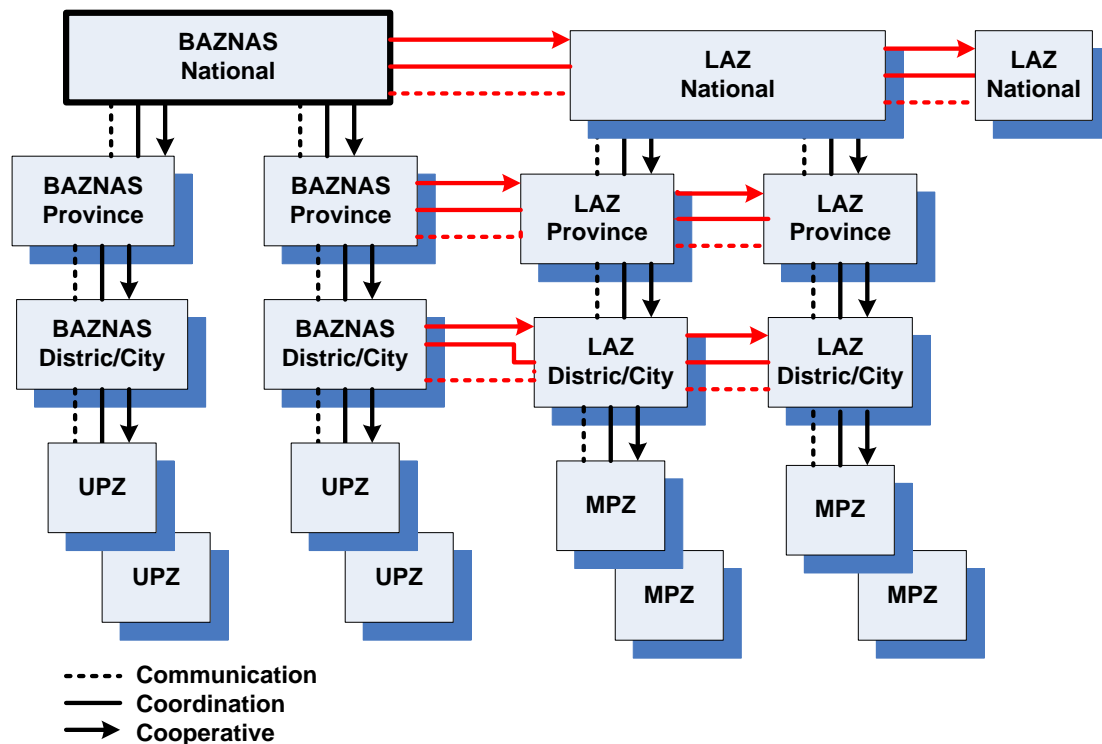 BAZNAS
National
LAZ
National
LAZ
National
BAZNAS
Province
BAZNAS
Province
LAZ
Province
LAZ
Province
BAZNAS
Distric/City
BAZNAS
Distric/City
LAZ
Distric/City
LAZ
Distric/City
UPZ
UPZ
MPZ
MPZ
UPZ
UPZ
MPZ
MPZ
Communication
Coordination
Cooperative